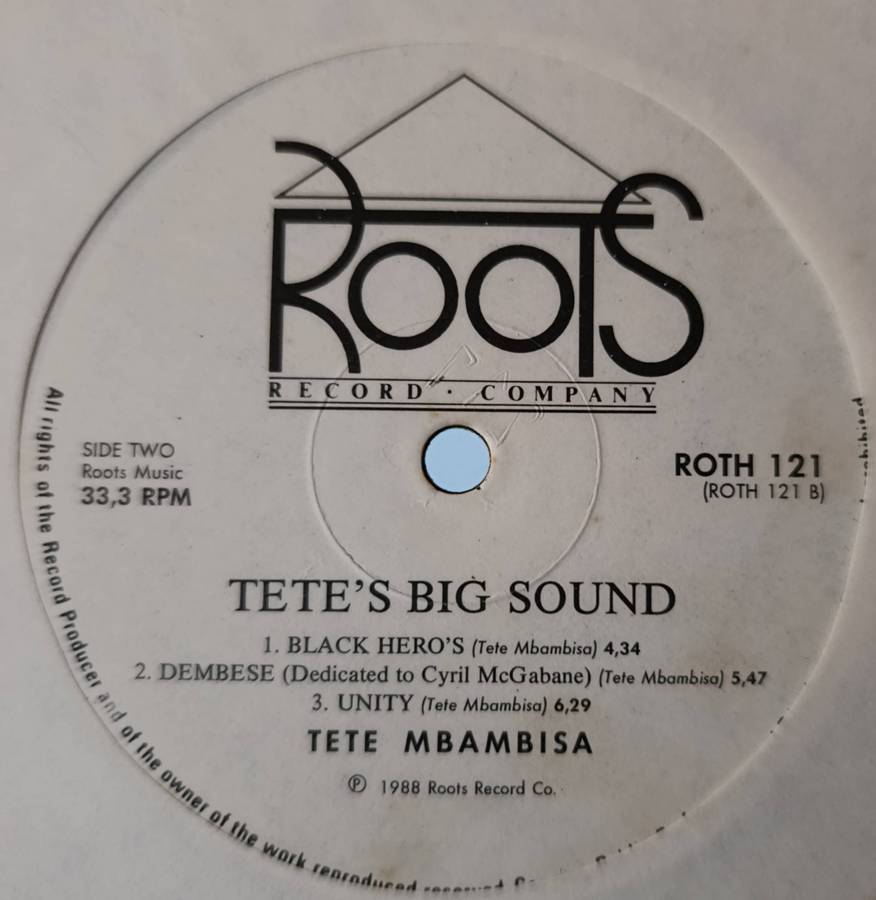 ROOTS
RECORD · COMPANY
SIDE TWO
Roots Music
33,3 RPM
ROTH 121
(ROTH 121 B)
TETE'S BIG SOUND
1. BLACK HERO'S (Tete Mbambisa) 4,34
2. DEMBESE (Dedicated to Cyril McGabane) (Tete Mbambisa) 5,47
3. UNITY (Tete Mbambisa) 6,29
TETE MBAMBISA
℗ 1988 Roots Record Co.
All rights of the Record Producer and of the owner of the work reproduced reserved